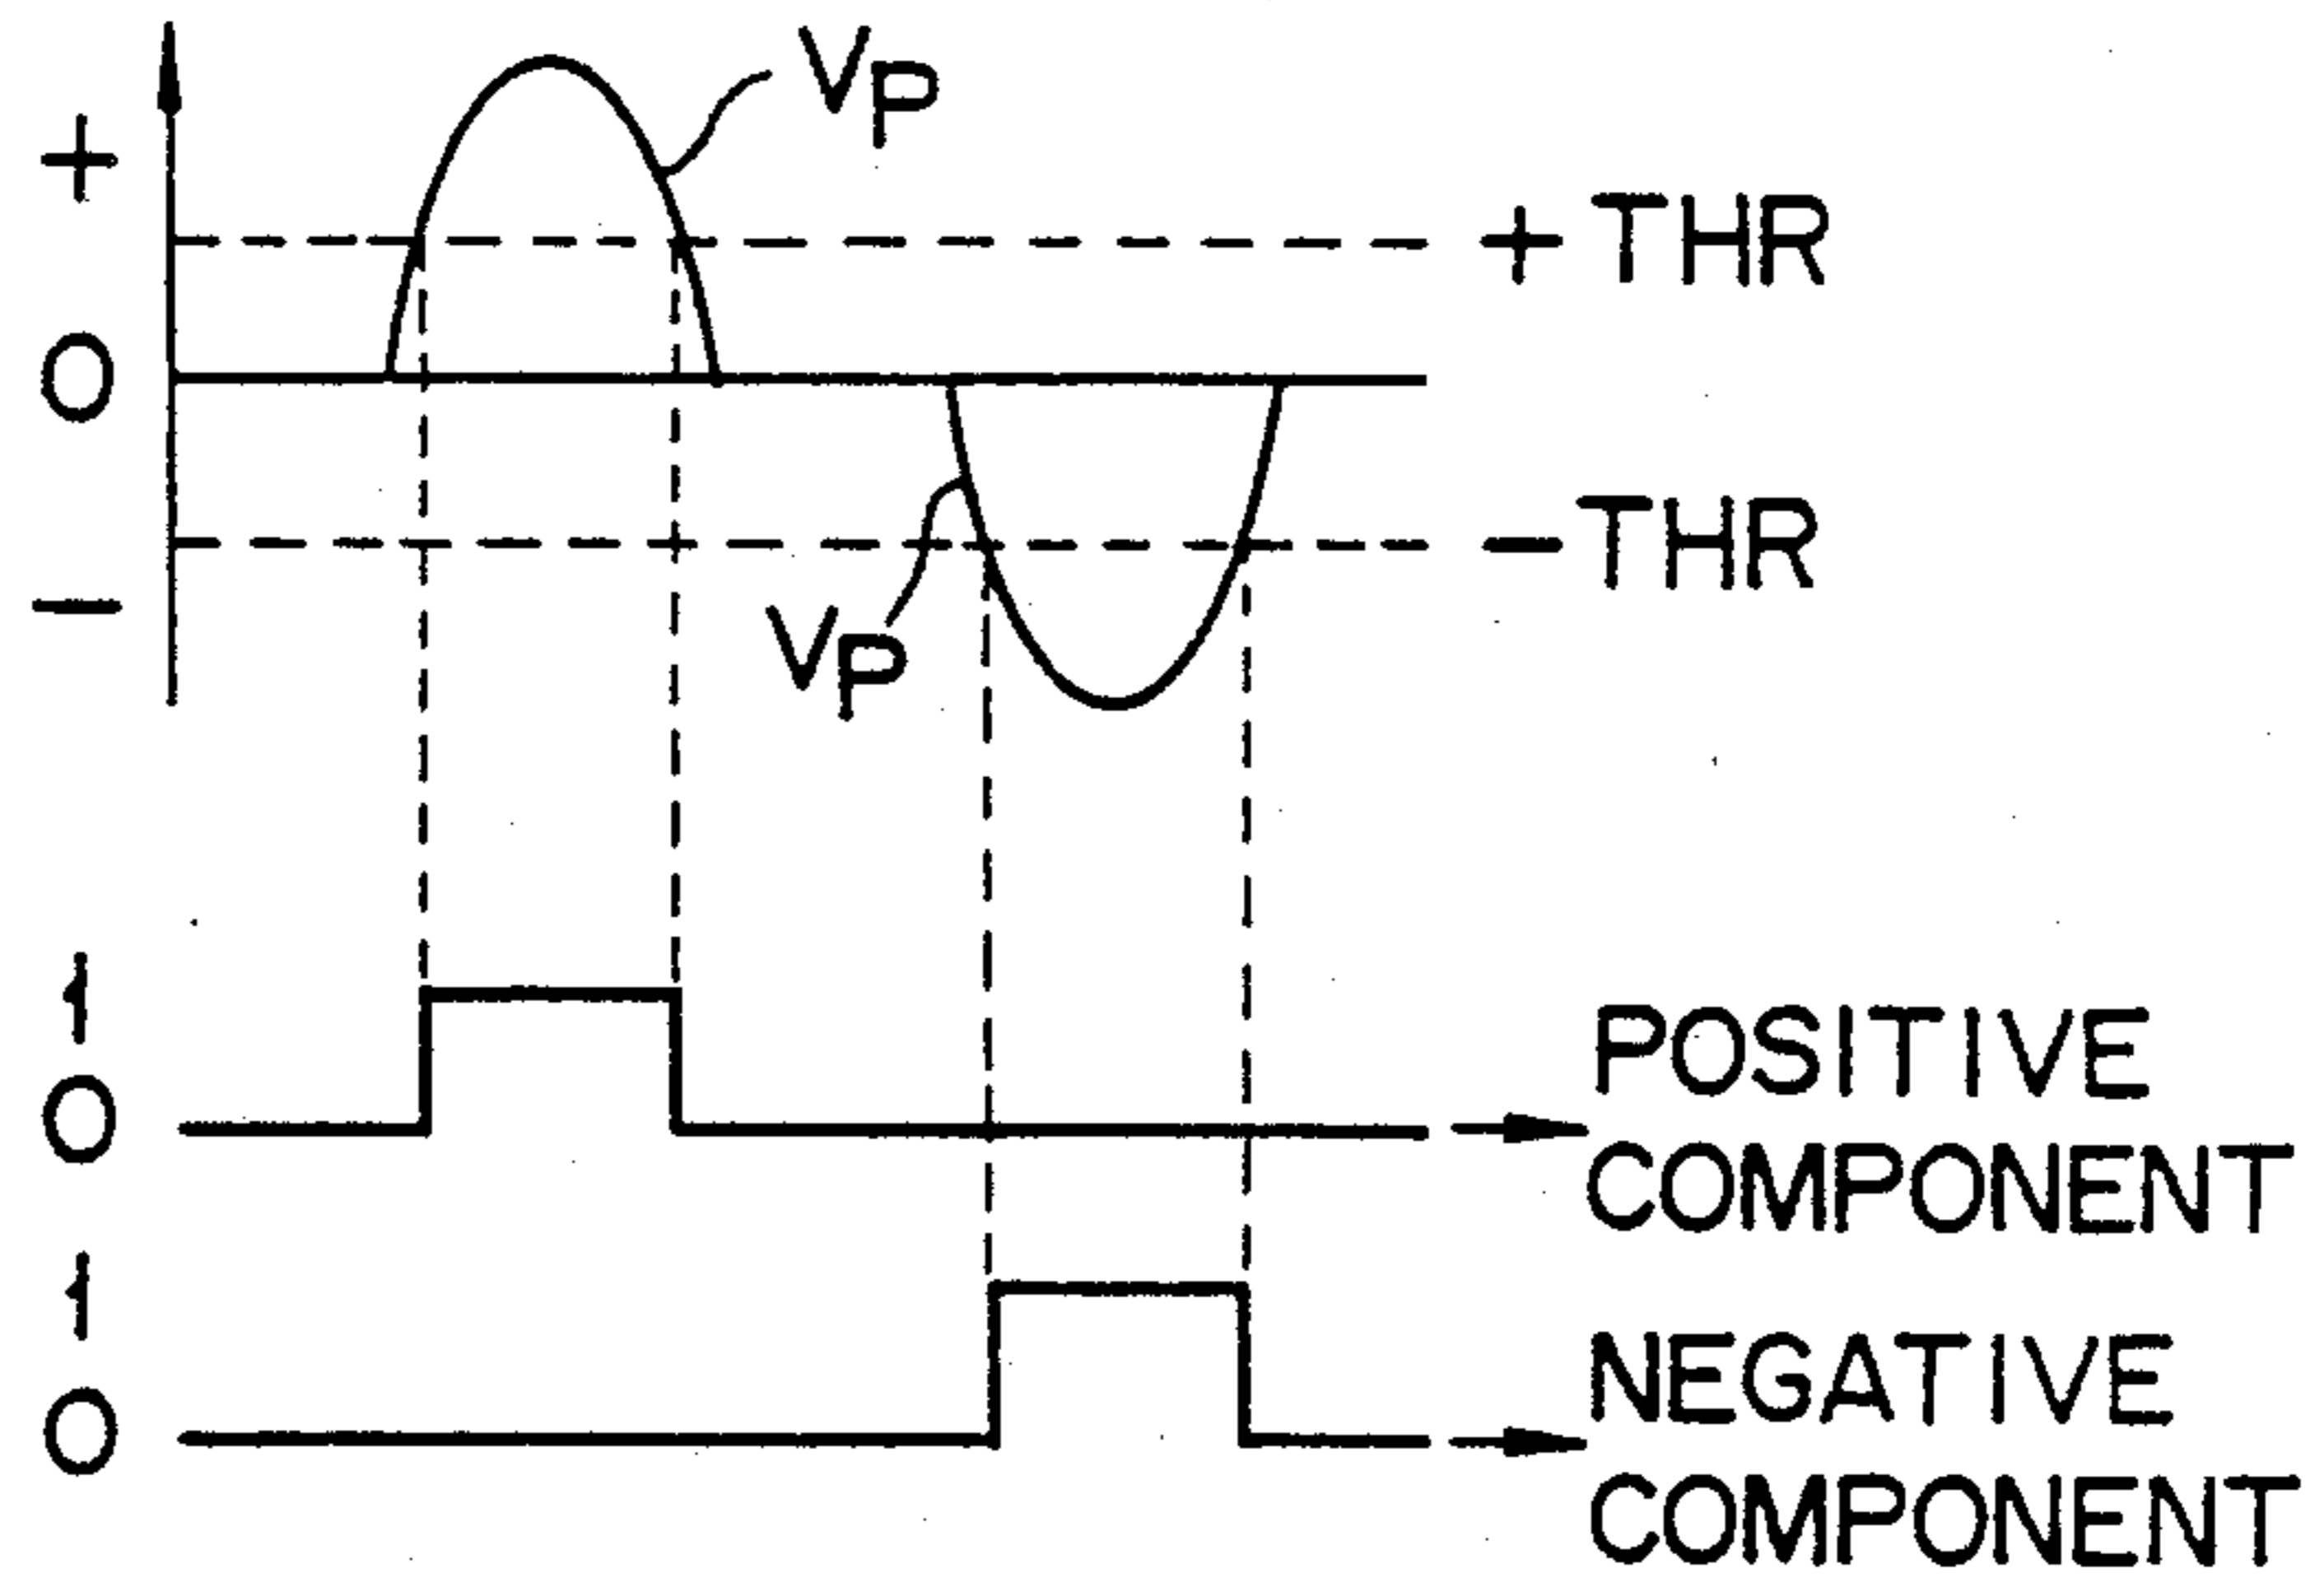 VP
+
+ THR
0
- THR
-
VP
1
POSITIVE
0
COMPONENT
1
NEGATIVE
0
COMPONENT